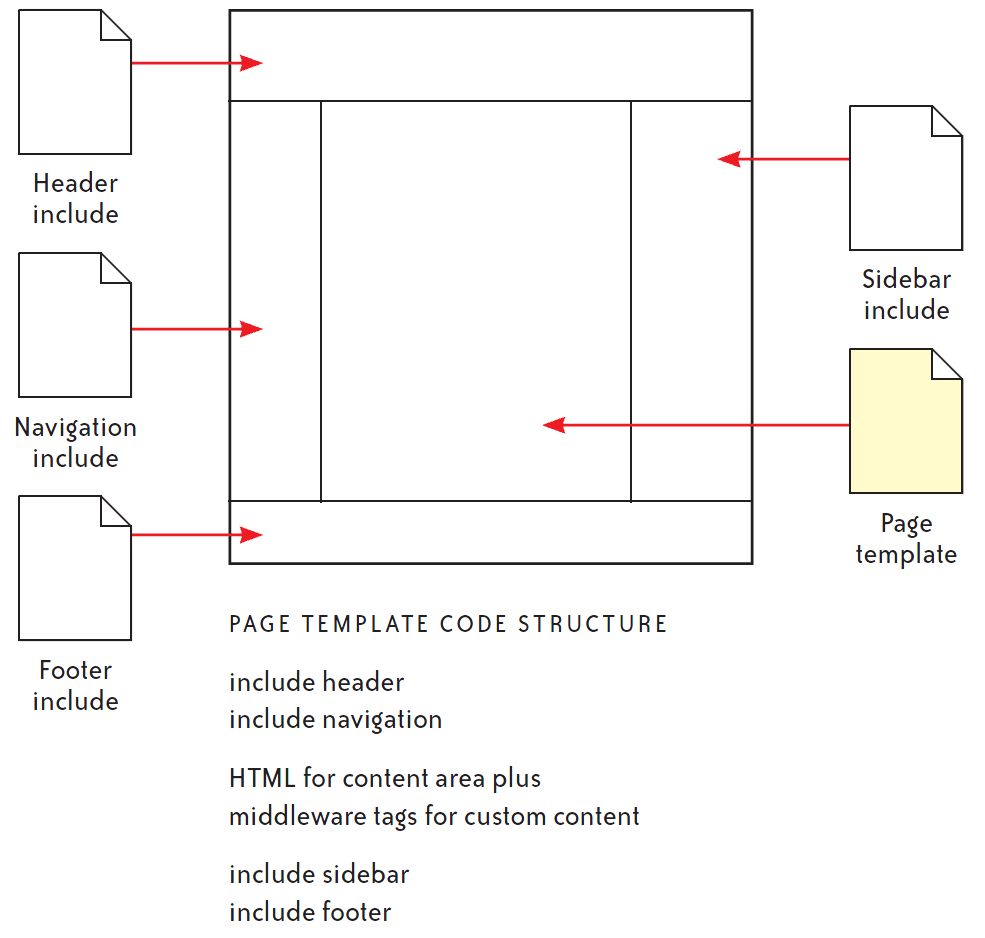 Header
include
Navigation
include
Footer
include
Sidebar
include
Page
template
PAGE TEMPLATE CODE STRUCTURE
include header
include navigation
HTML for content area plus
middleware tags for custom content
include sidebar
include footer